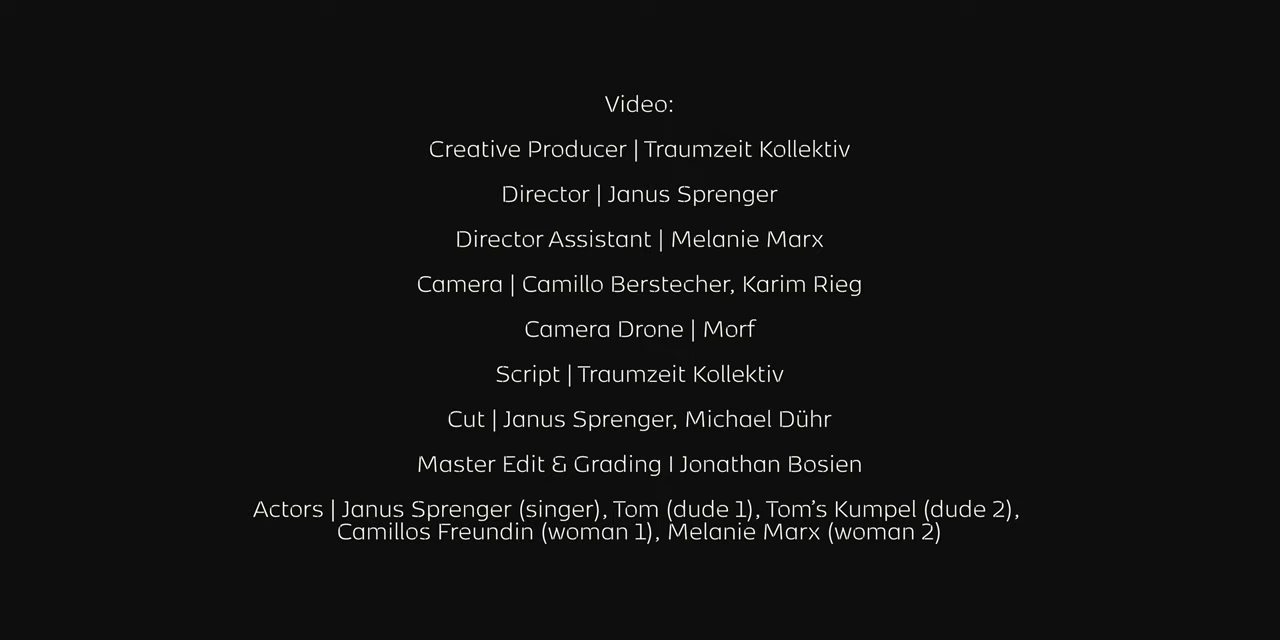 Video:
Creative Producer | Traumzeit Kollektiv
Director | Janus Sprenger
Director Assistant | Melanie Marx
Camera | Camillo Berstecher, Karim Rieg
Camera Drone | Morf
Script | Traumzeit Kollektiv
Cut | Janus Sprenger, Michael Dühr
Master Edit & Grading I Jonathan Bosien
Actors | Janus Sprenger (singer), Tom (dude 1), Tom’s Kumpel (dude 2),
Camillos Freundin (woman 1), Melanie Marx (woman 2)